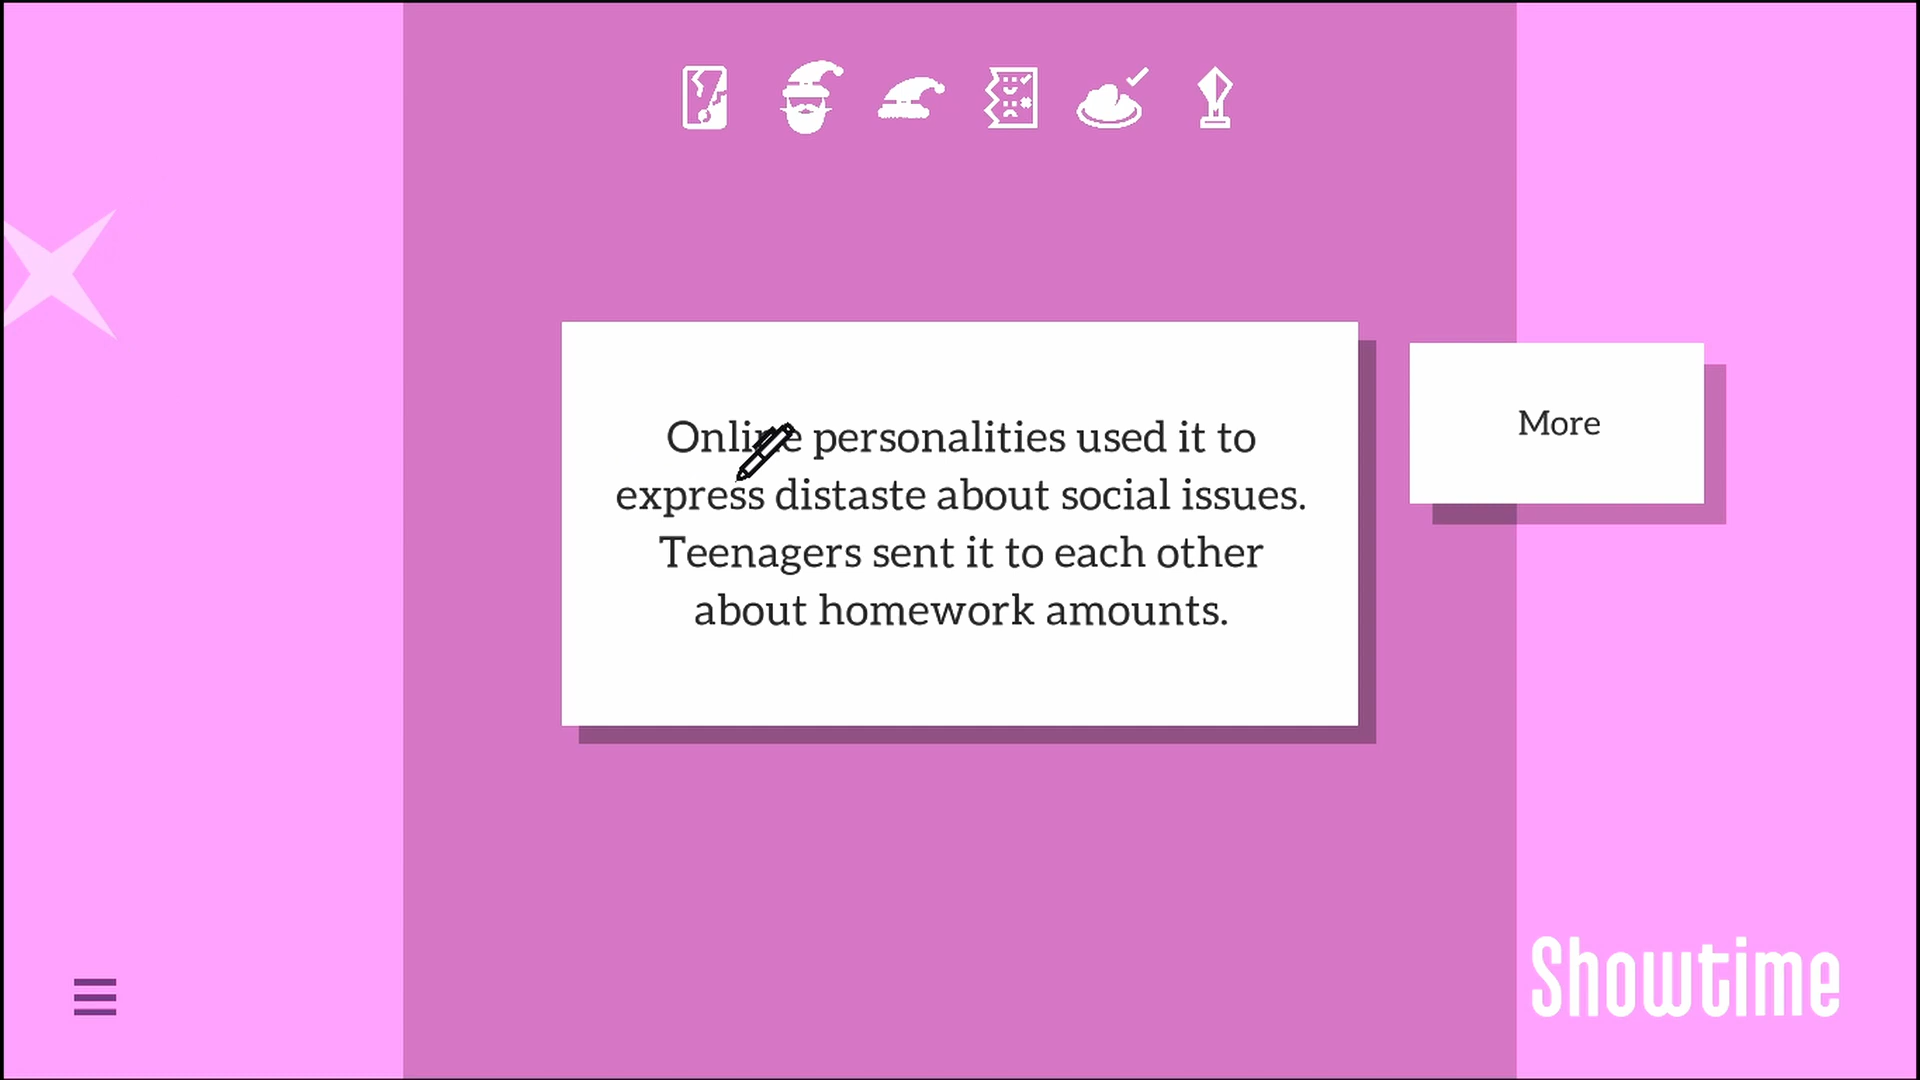 Online personalities used it to
express distaste about social issues.
Teenagers sent it to each other
about homework amounts.
More
Showtime